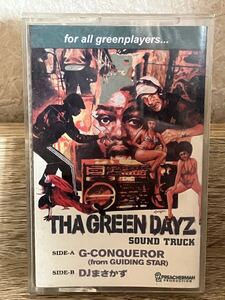 for all greenplayers...
THA GREEN DAYZ
SOUND TRUCK
SIDE-A G-CONQUEROR
(from GUIDING STAR)
SIDE-B DJまさかず
PREACHERMAN
PRODUCTION